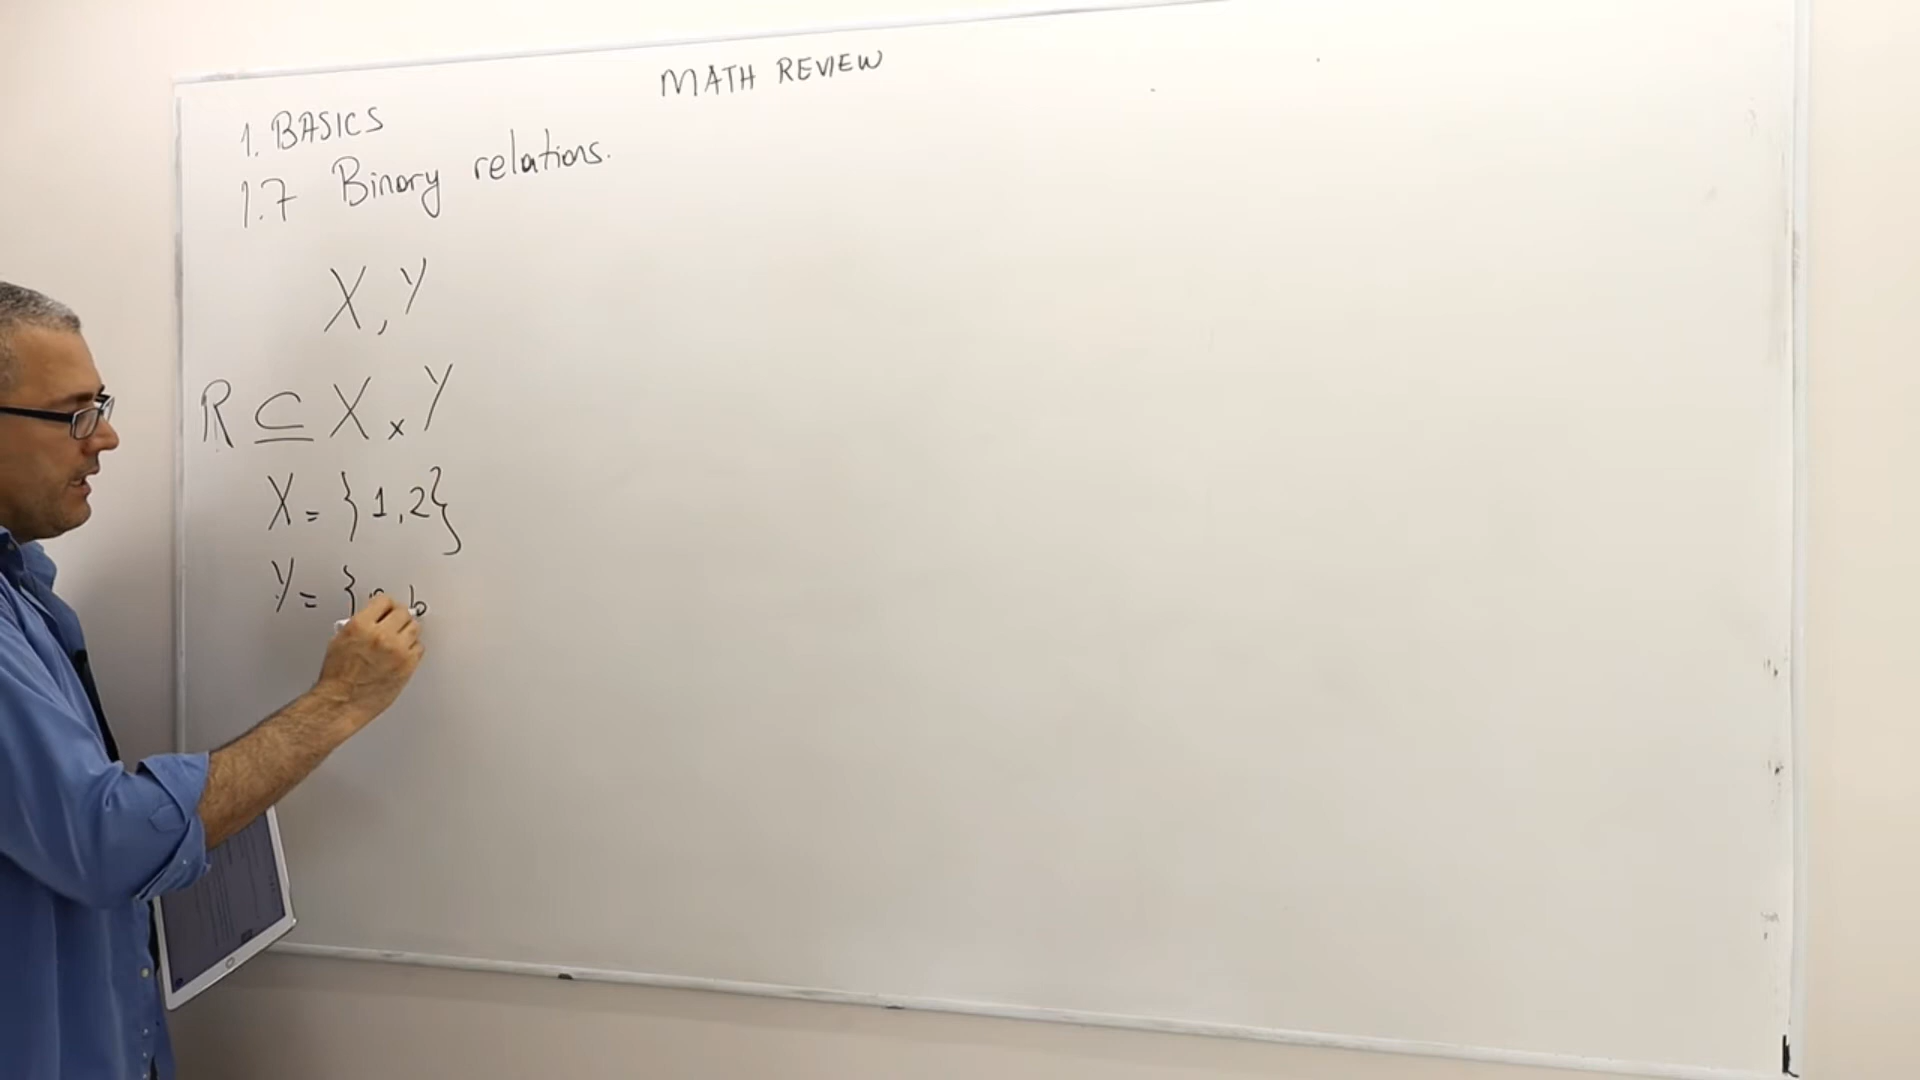 MATH REVIEW
1. BASICS
1.7 Binary relations.
X, Y
R ⊆ X × Y
X = {1,2}
Y = { b